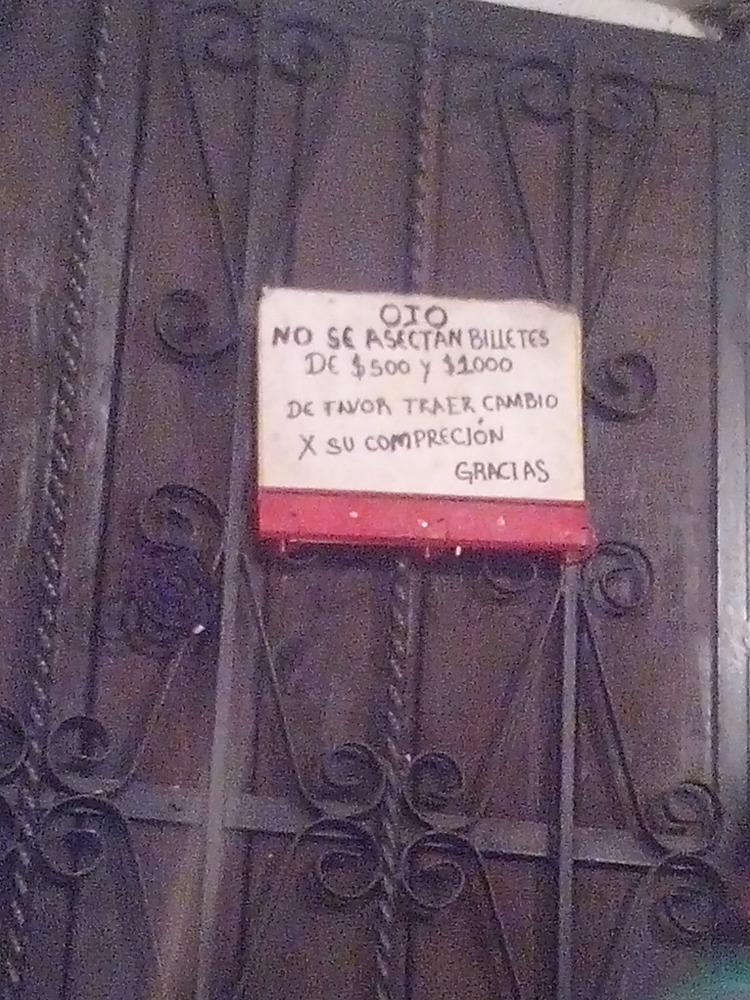 OJO
NO SE ASECTAN BILLETES
DE $500 Y $1000
DE FAVOR TRAER CAMBIO
X SU COMPRECIÓN
GRACIAS